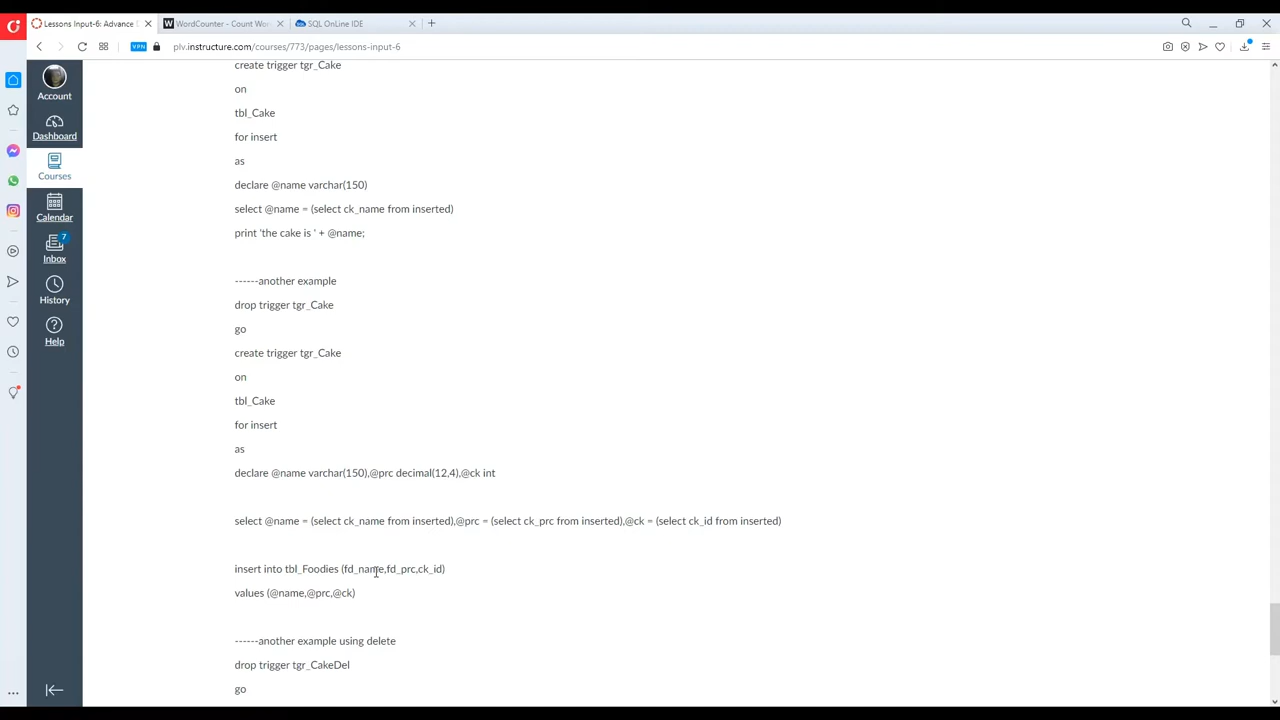 Lessons Input-6: Advance
WordCounter - Count Wo
SQL OnLine IDE
VPN
plv.instructure.com/courses/773/pages/lessons-input-6
Account
Dashboard
Courses
Calendar
7
Inbox
History
Help
create trigger tgr_Cake
on
tbl_Cake
for insert
as
declare @name varchar(150)
select @name = (select ck_name from inserted)
print 'the cake is ' + @name;
------another example
drop trigger tgr_Cake
go
create trigger tgr_Cake
on
tbl_Cake
for insert
as
declare @name varchar(150),@prc decimal(12,4),@ck int
select @name = (select ck_name from inserted),@prc = (select ck_prc from inserted),@ck = (select ck_id from inserted)
insert into tbl_Foodies (fd_name,fd_prc,ck_id)
values (@name,@prc,@ck)
------another example using delete
drop trigger tgr_CakeDel
go